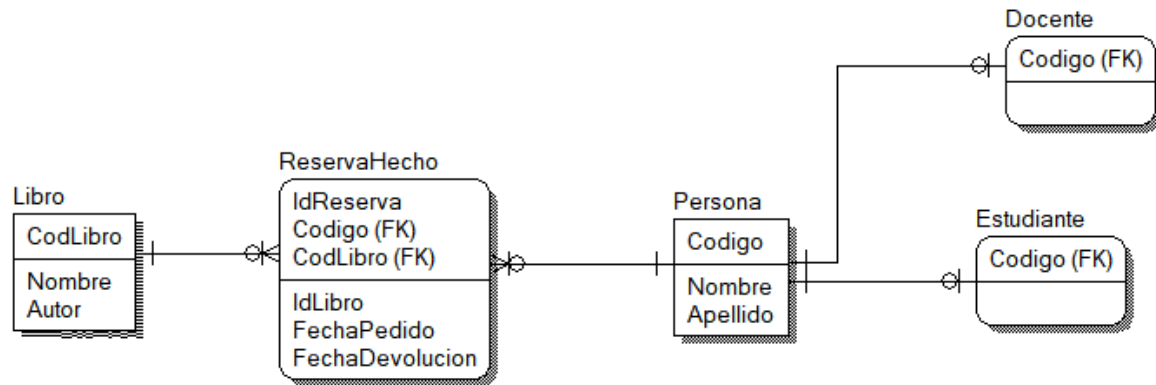 Docente
Codigo (FK)
ReservaHecho
IdReserva
Codigo (FK)
CodLibro (FK)
IdLibro
FechaPedido
FechaDevolucion
Libro
CodLibro
Nombre
Autor
Persona
Codigo
Nombre
Apellido
Estudiante
Codigo (FK)